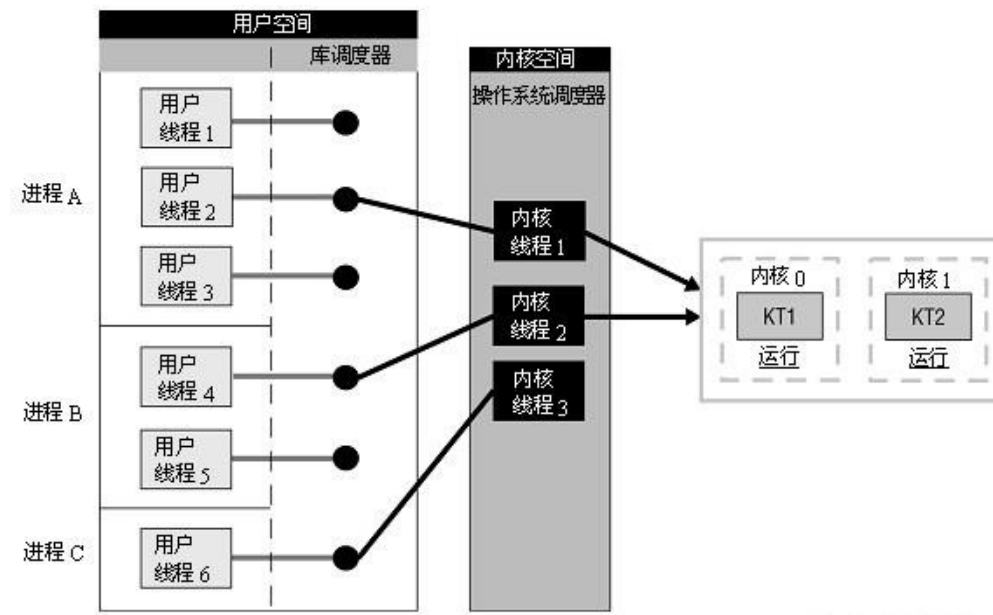 用户空间
库调度器
内核空间
操作系统调度器
进程A
用户
线程1
用户
线程2
用户
线程3
进程B
用户
线程4
用户
线程5
进程C
用户
线程6
内核
线程1
内核
线程2
内核
线程3
内核0
KT1
运行
内核1
KT2
运行